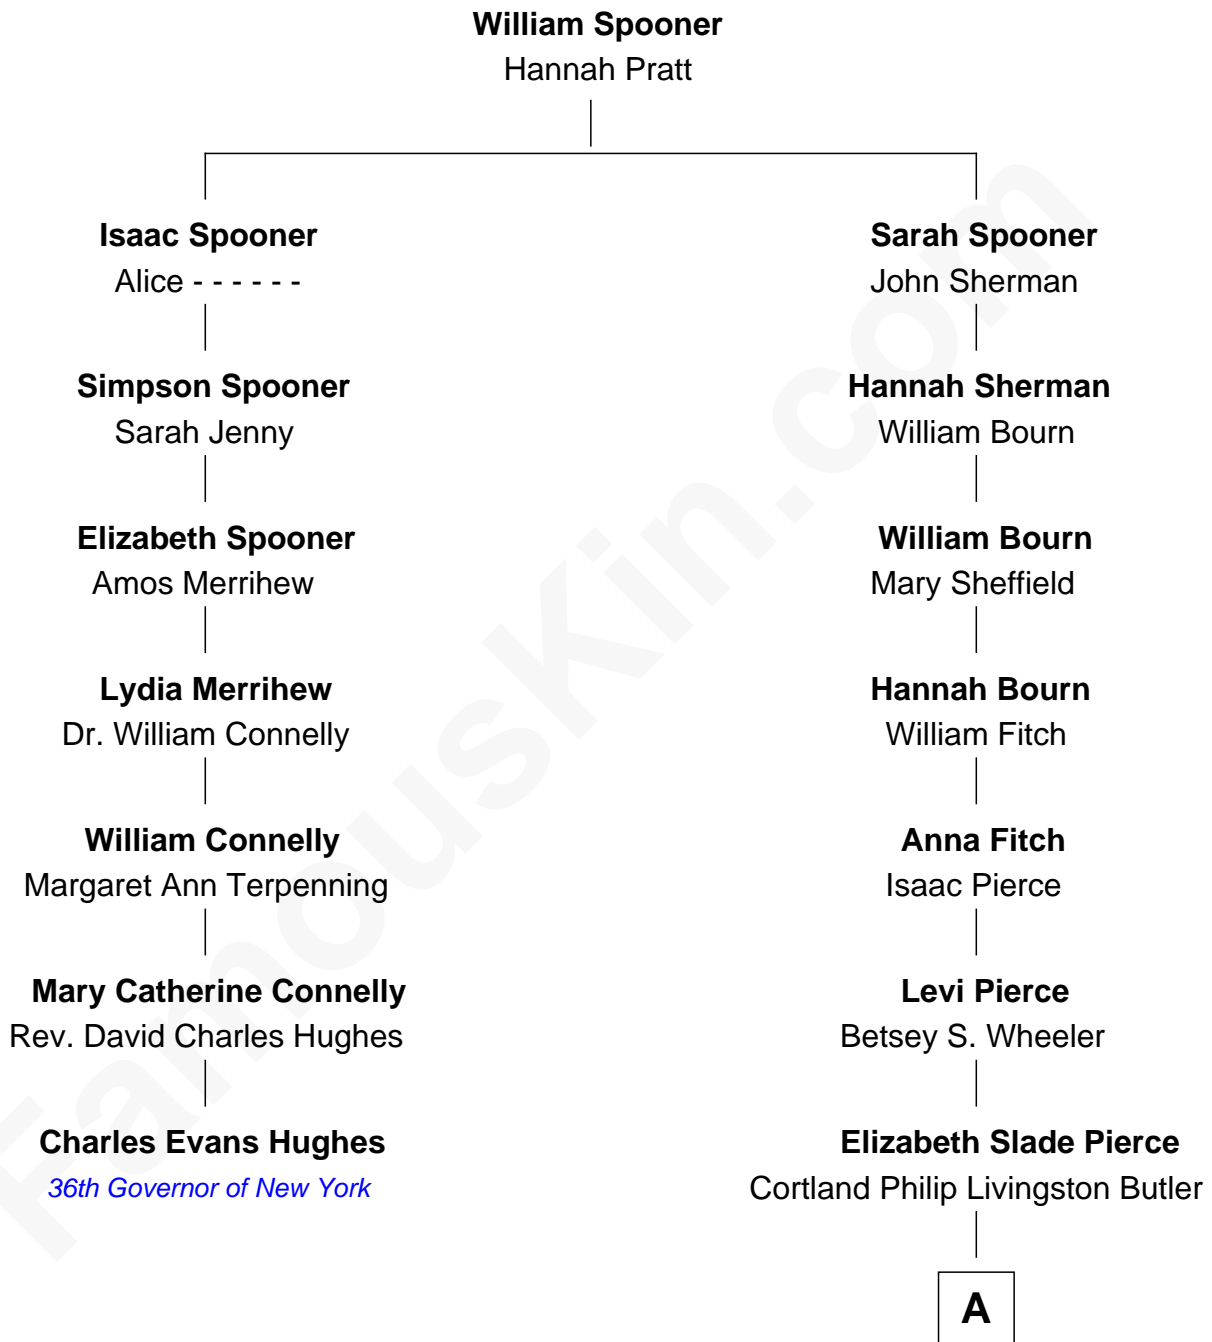 William Spooner
Hannah Pratt
Isaac Spooner
Alice - - - - - -
Sarah Spooner
John Sherman
Simpson Spooner
Sarah Jenny
Hannah Sherman
William Bourn
Elizabeth Spooner
Amos Merrihew
William Bourn
Mary Sheffield
Lydia Merrihew
Dr. William Connelly
Hannah Bourn
William Fitch
William Connelly
Margaret Ann Terpenning
Anna Fitch
Isaac Pierce
Mary Catherine Connelly
Rev. David Charles Hughes
Levi Pierce
Betsey S. Wheeler
Charles Evans Hughes
36th Governor of New York
Elizabeth Slade Pierce
Cortland Philip Livingston Butler
A
FamousKin.com